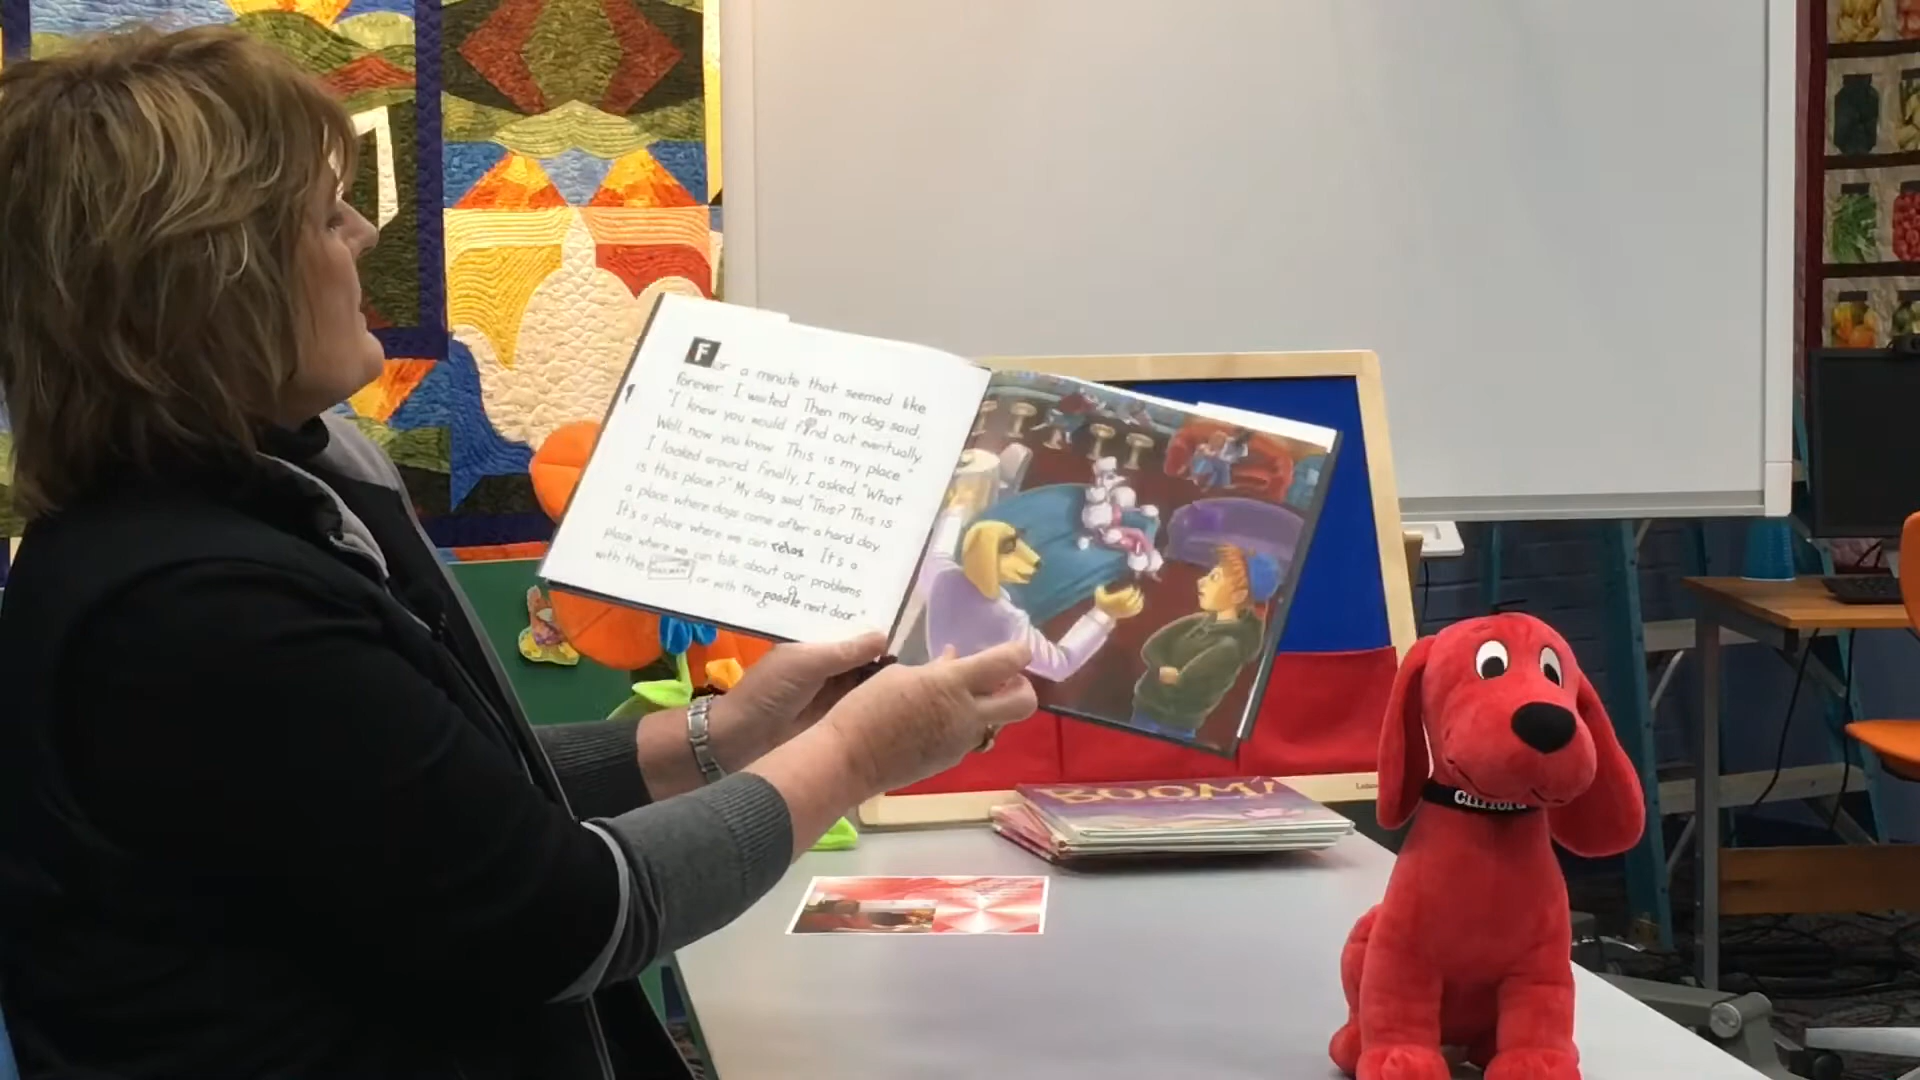 For a minute that seemed like
forever. I waited. Then my dog said,
"I knew you would find out eventually.
Well, now you know. This is my place."
I looked around. Finally, I asked, "What
is this place?" My dog said, "This? This is
a place where dogs come after a hard day.
It's a place where we can relax. It's a
place where we can talk about our problems
with the MAILMAN or with the poodle next door."
BOOM!
Clifford